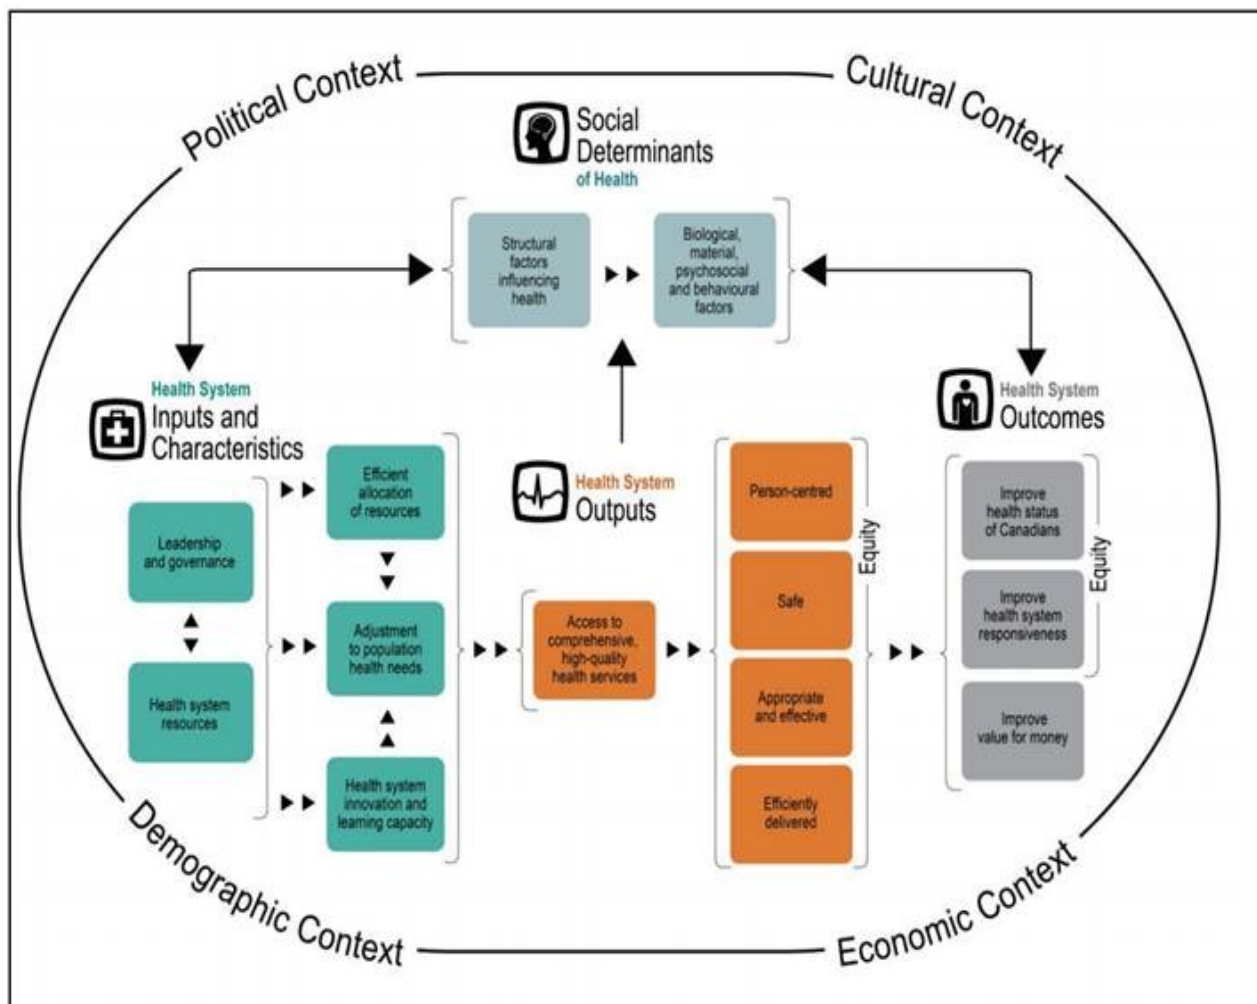 Political Context
Cultural Context
Social
Determinants
of Health
Structural
factors
influencing
health
Biological,
material,
psychosocial
and behavioural
factors
Health System
Inputs and
Characteristics
Leadership
and governance
Health system
resources
Efficient
allocation
of resources
Adjustment
to population
health needs
Health system
innovation and
learning capacity
Health System
Outputs
Access to
comprehensive,
high-quality
health services
Person-centred
Safe
Appropriate
and effective
Efficiently
delivered
Equity
Health System
Outcomes
Improve
health status
of Canadians
Improve
health system
responsiveness
Improve
value for money
Equity
Demographic Context
Economic Context